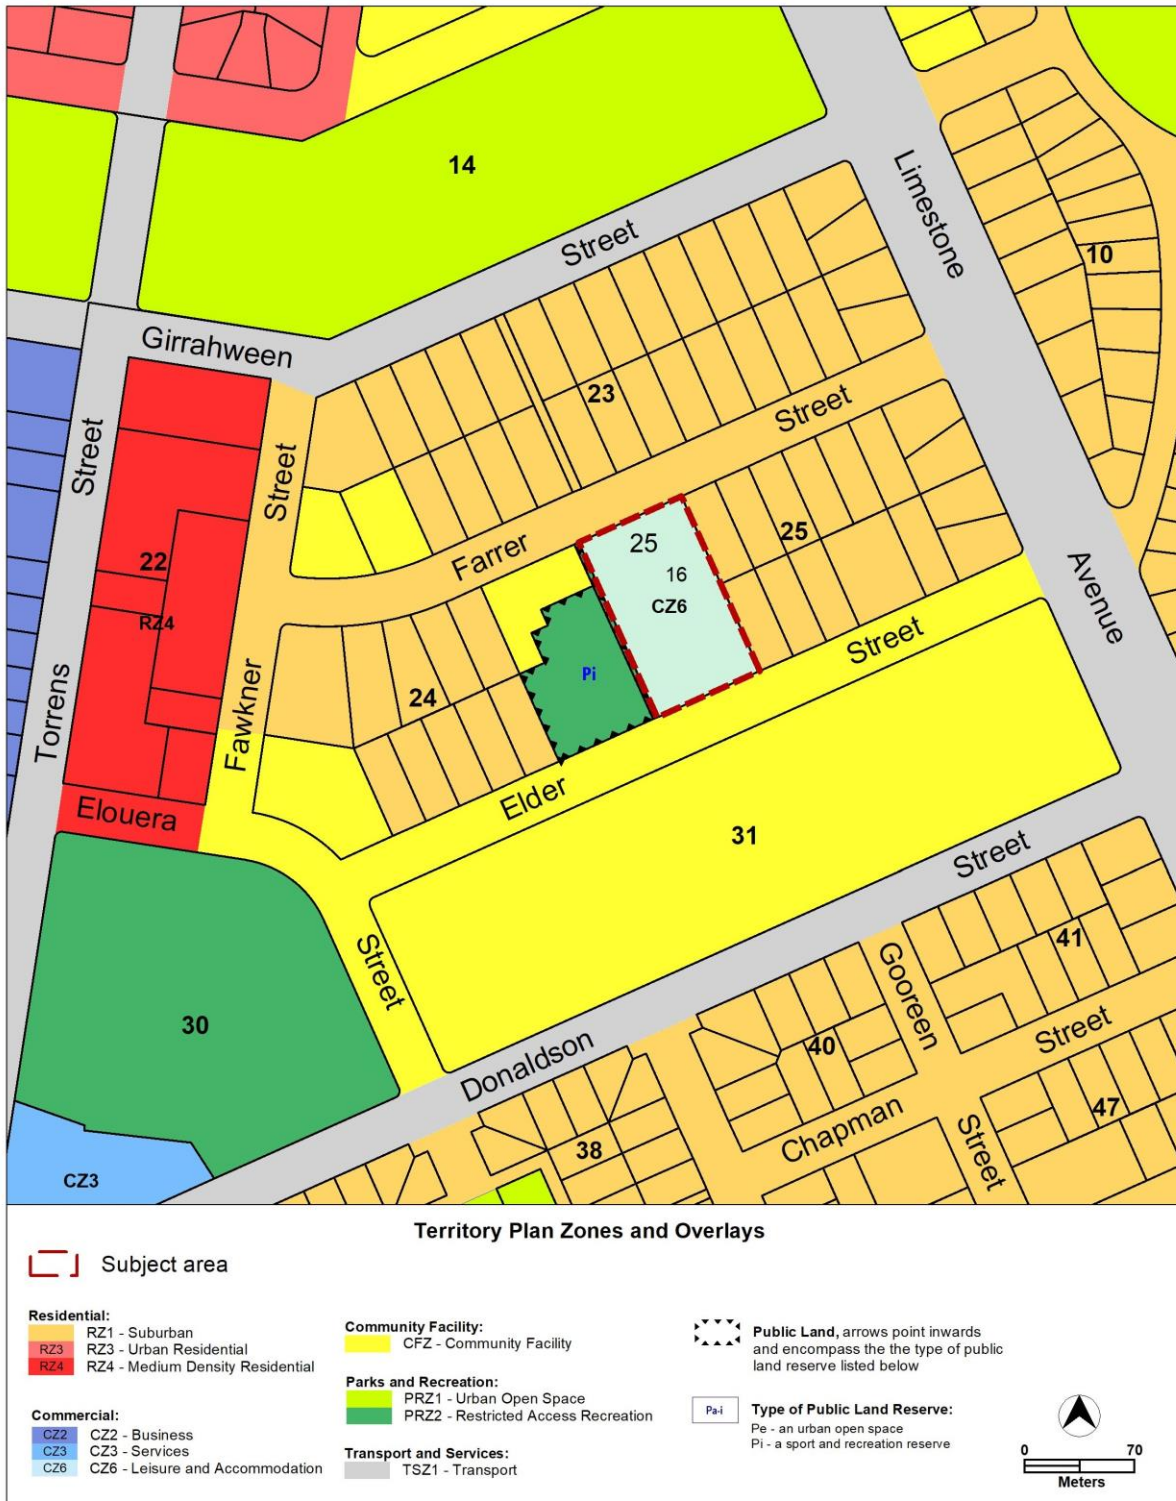 14
Street
Limestone
10
Girrahween
23
Street
Street
Street
25
25
Farrer
16
CZ6
22
RZ4
Avenue
Street
Pi
24
Fawkner
Torrens
Elder
Elouera
31
Street
Street
Gooreen
41
30
Donaldson
40
Street
Chapman
47
Street
38
CZ3
Territory Plan Zones and Overlays
Subject area
Residential:
RZ1 - Suburban
RZ3 RZ3 - Urban Residential
RZ4 RZ4 - Medium Density Residential
Commercial:
CZ2 CZ2 - Business
CZ3 CZ3 - Services
CZ6 CZ6 - Leisure and Accommodation
Community Facility:
CFZ - Community Facility
Parks and Recreation:
PRZ1 - Urban Open Space
PRZ2 - Restricted Access Recreation
Transport and Services:
TSZ1 - Transport
Public Land, arrows point inwards
and encompass the the type of public
land reserve listed below
Pa-i Type of Public Land Reserve:
Pe - an urban open space
Pi - a sport and recreation reserve
0 70
Meters